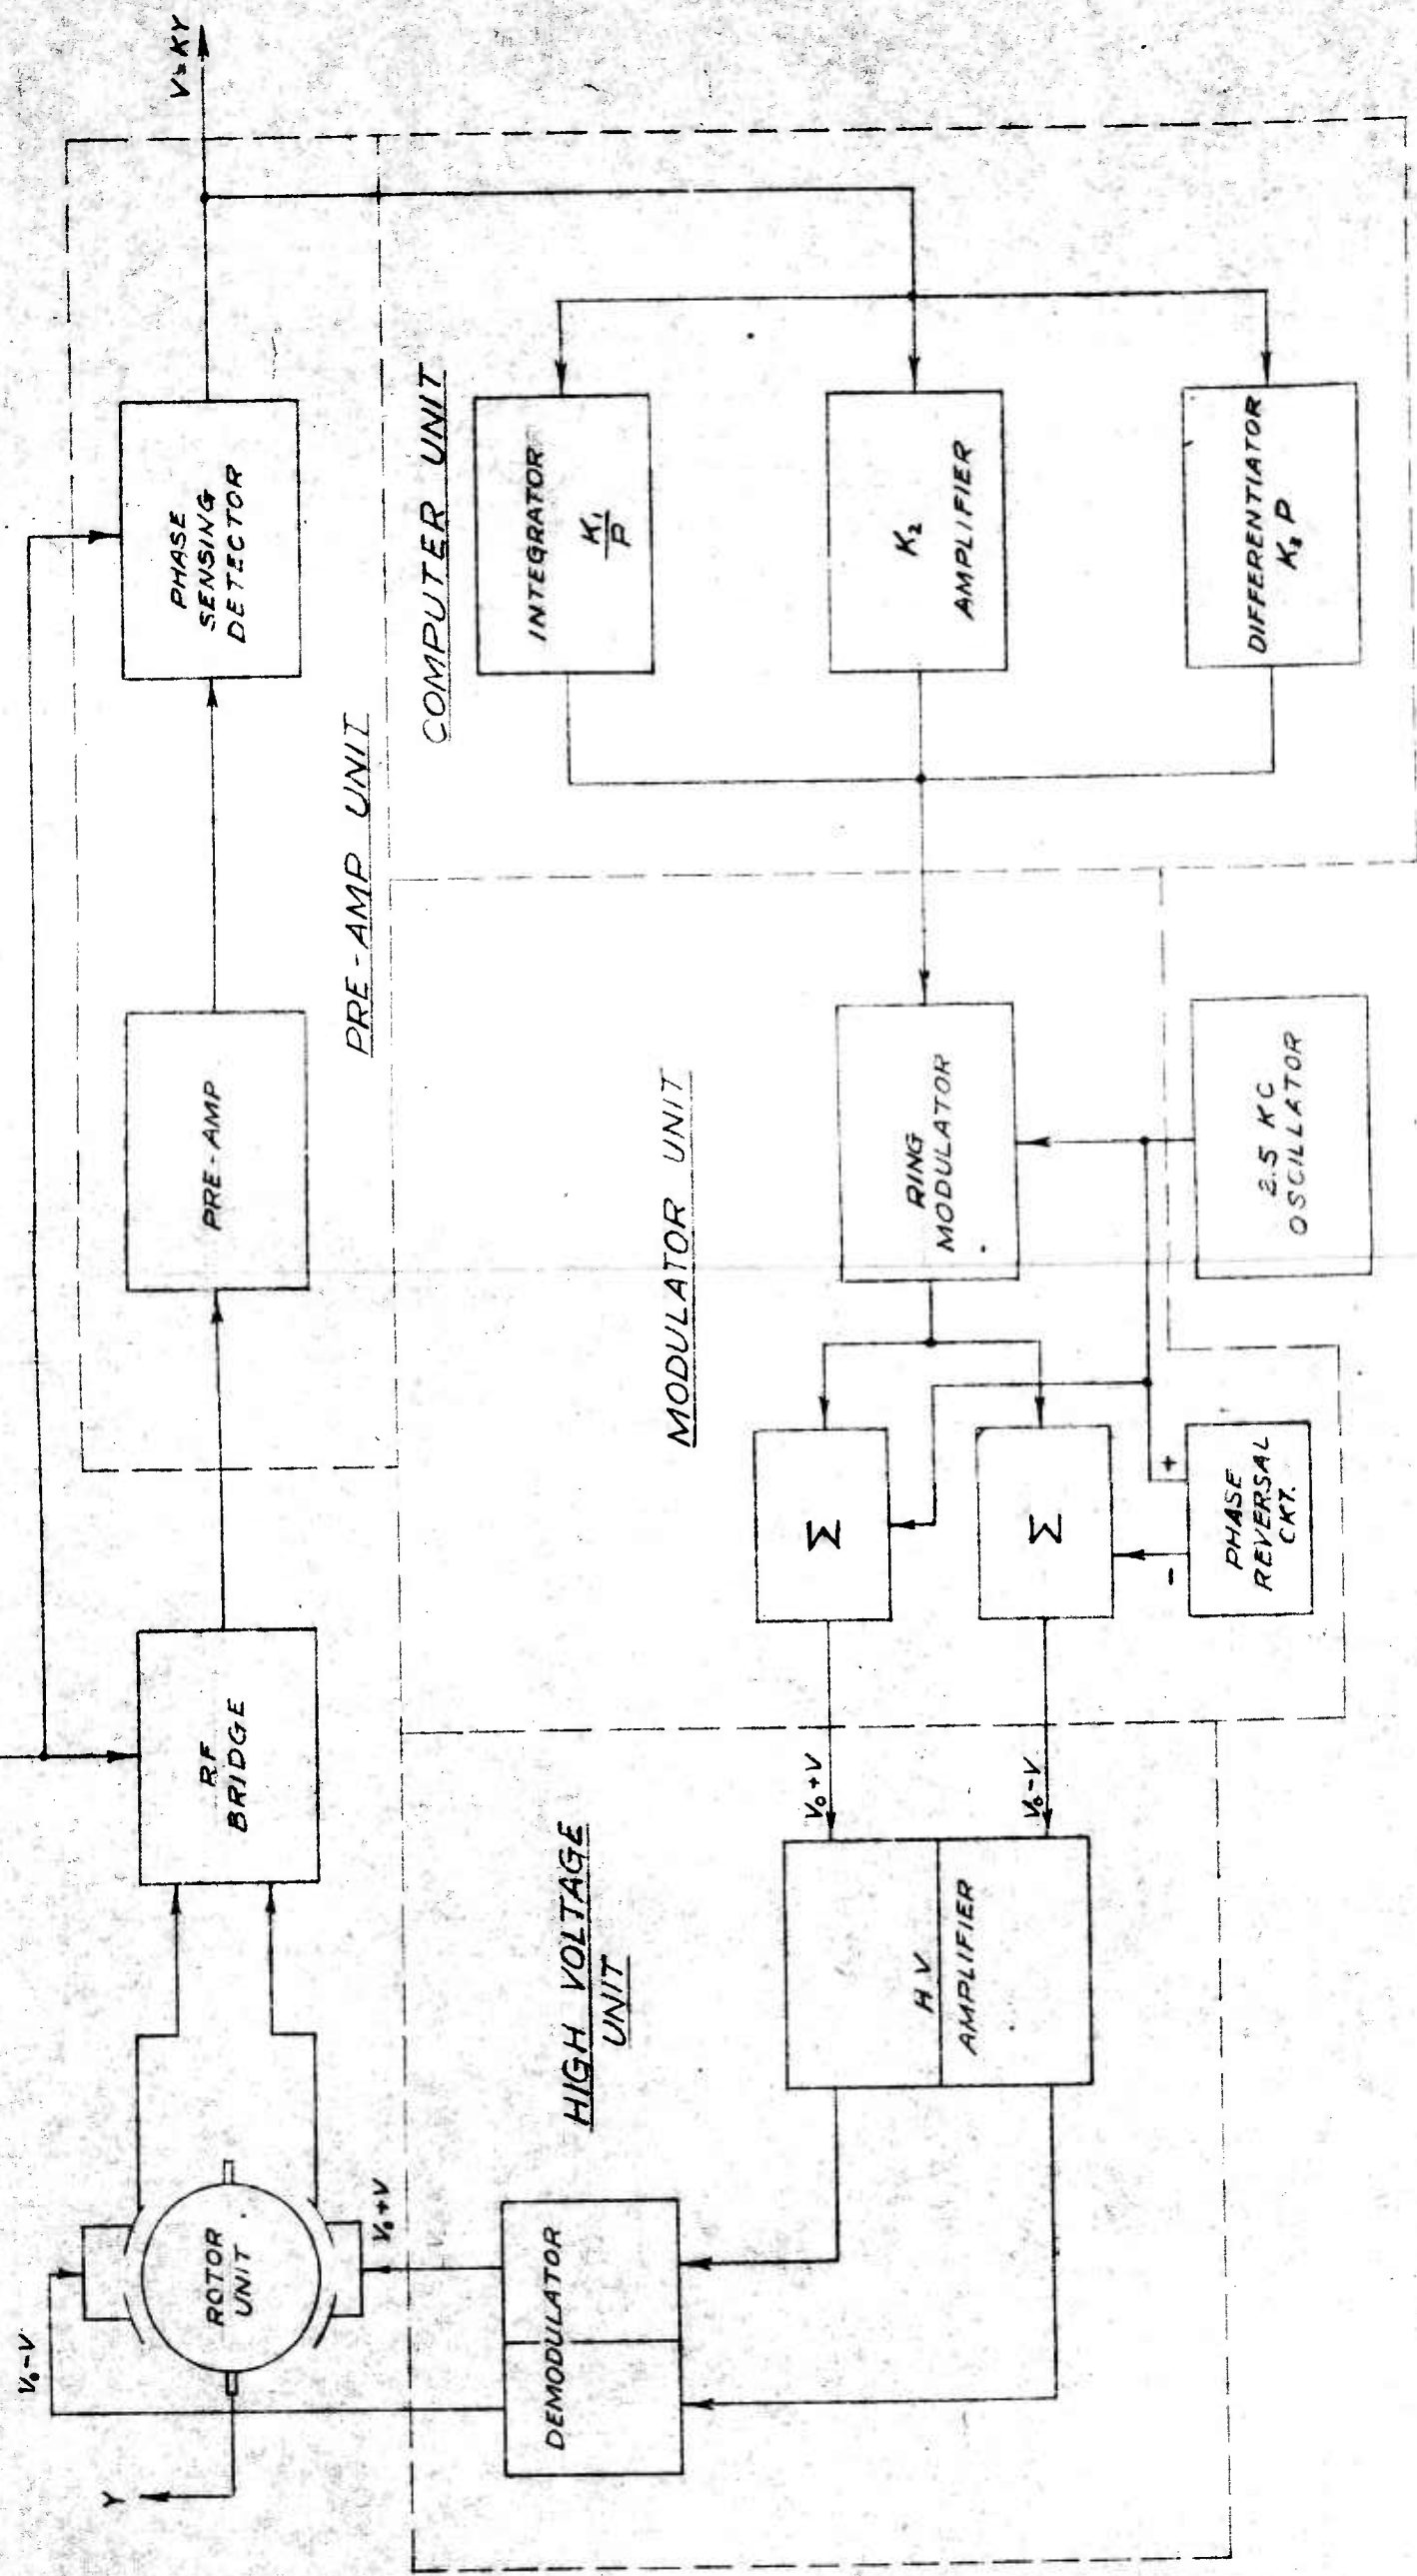 V₀-V
Y
ROTOR
UNIT
V₀+V
RF
BRIDGE
PRE-AMP
PHASE
SENSING
DETECTOR
V=KY
PRE-AMP UNIT
COMPUTER UNIT
INTEGRATOR
K₁
P
K₂
AMPLIFIER
DIFFERENTIATOR
K₃ P
MODULATOR UNIT
RING
MODULATOR
2.5 KC
OSCILLATOR
Σ
Σ
+
-
PHASE
REVERSAL
CKT.
HIGH VOLTAGE
UNIT
V₀+V
V₀-V
HV
AMPLIFIER
DEMODULATOR